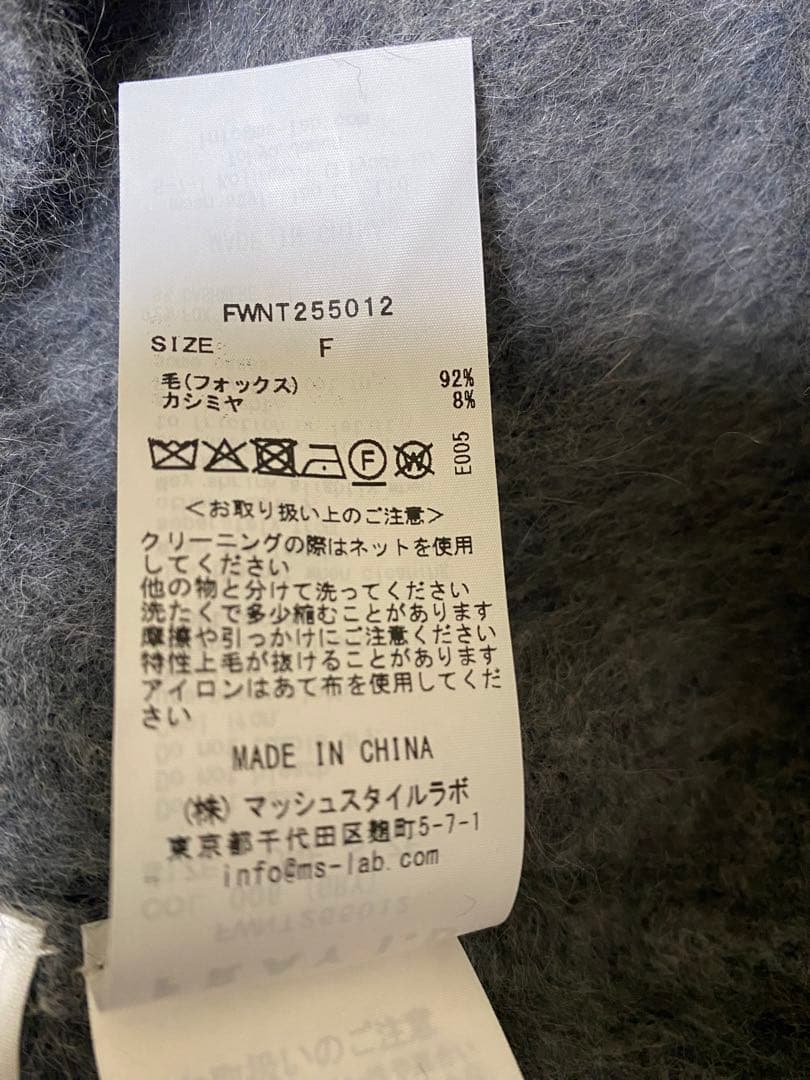 FWNT255012
SIZE F
毛(フォックス) 92%
カシミヤ 8%
F W E005
<お取り扱い上のご注意>
クリーニングの際はネットを使用
してください
他の物と分けて洗ってください
洗たくで多少縮むことがあります
摩擦や引っかけにご注意ください
特性上毛が抜けることがあります
アイロンはあて布を使用してくだ
さい
MADE IN CHINA
(株)マッシュスタイルラボ
東京都千代田区麹町5-7-1
info@ms-lab.com